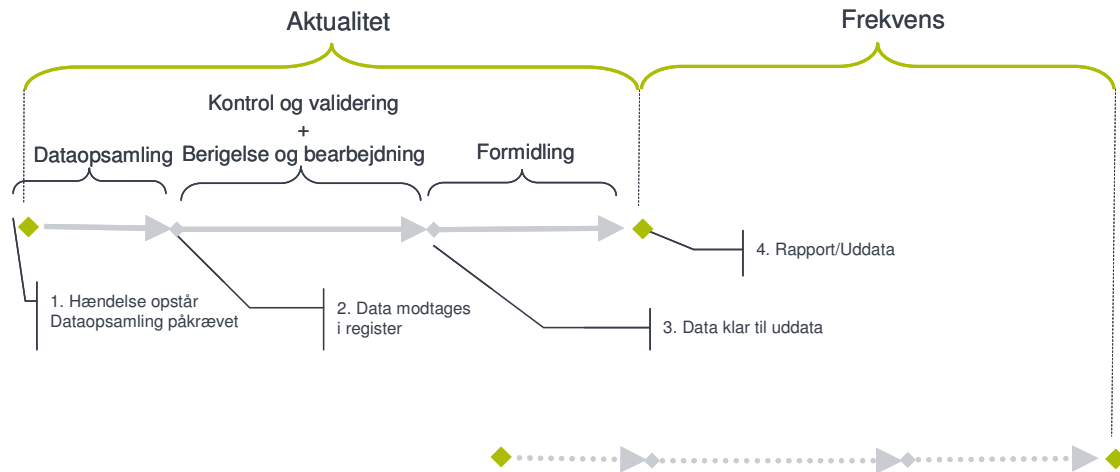 Aktualitet
Frekvens
Kontrol og validering
+
Berigelse og bearbejdning
Dataopsamling
Formidling
1. Hændelse opstår
Dataopsamling påkrævet
2. Data modtages
i register
3. Data klar til uddata
4. Rapport/Uddata